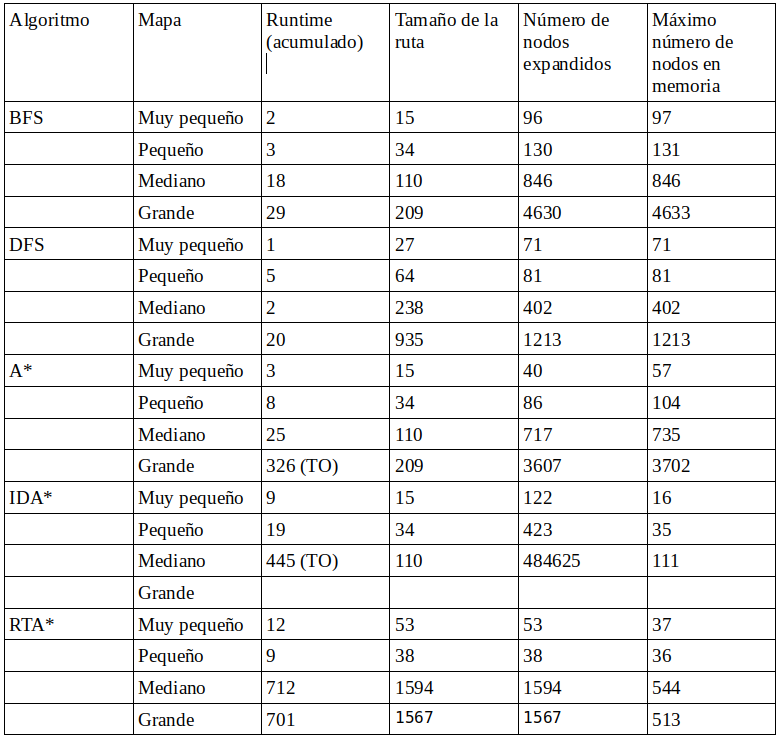 Algoritmo Mapa Runtime (acumulado) Tamaño de la ruta Número de nodos expandidos Máximo número de nodos en memoria
BFS Muy pequeño 2 15 96 97
Pequeño 3 34 130 131
Mediano 18 110 846 846
Grande 29 209 4630 4633
DFS Muy pequeño 1 27 71 71
Pequeño 5 64 81 81
Mediano 2 238 402 402
Grande 20 935 1213 1213
A* Muy pequeño 3 15 40 57
Pequeño 8 34 86 104
Mediano 25 110 717 735
Grande 326 (TO) 209 3607 3702
IDA* Muy pequeño 9 15 122 16
Pequeño 19 34 423 35
Mediano 445 (TO) 110 484625 111
Grande
RTA* Muy pequeño 12 53 53 37
Pequeño 9 38 38 36
Mediano 712 1594 1594 544
Grande 701 1567 1567 513